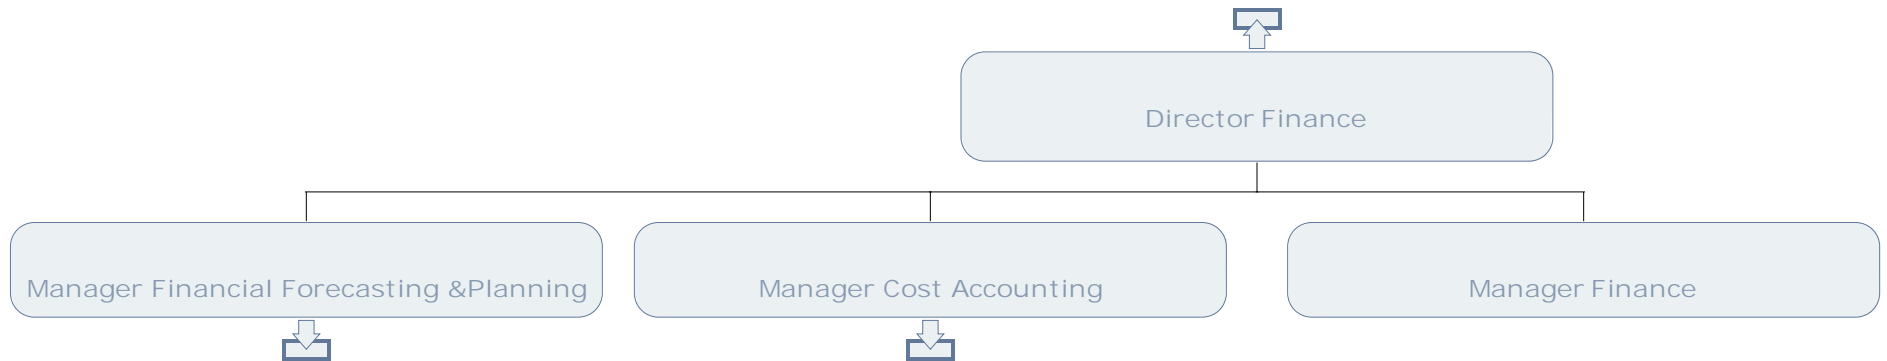 Director Finance
Manager Financial Forecasting &Planning
Manager Cost Accounting
Manager Finance